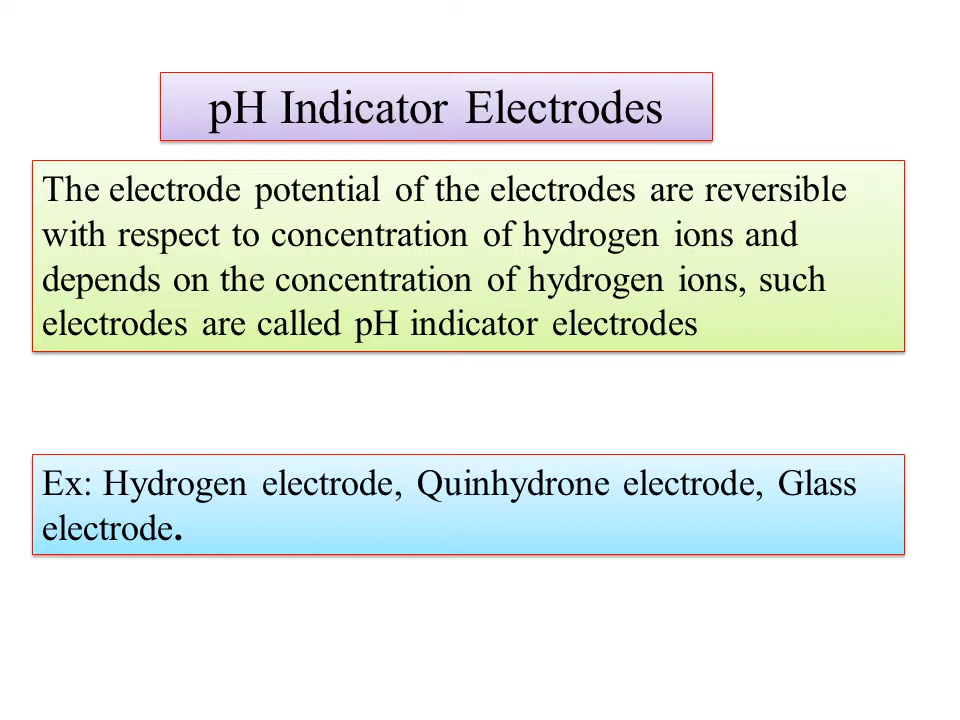 pH Indicator Electrodes
The electrode potential of the electrodes are reversible
with respect to concentration of hydrogen ions and
depends on the concentration of hydrogen ions, such
electrodes are called pH indicator electrodes
Ex: Hydrogen electrode, Quinhydrone electrode, Glass
electrode.